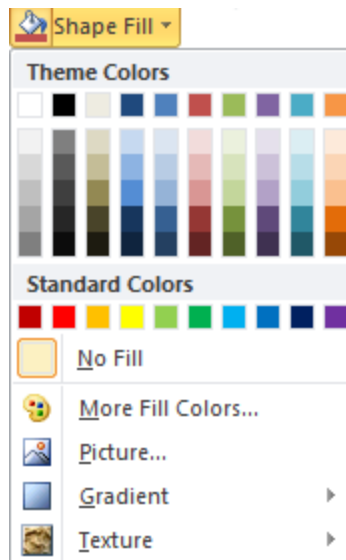 Shape Fill
Theme Colors
Standard Colors
No Fill
More Fill Colors...
Picture...
Gradient
Texture